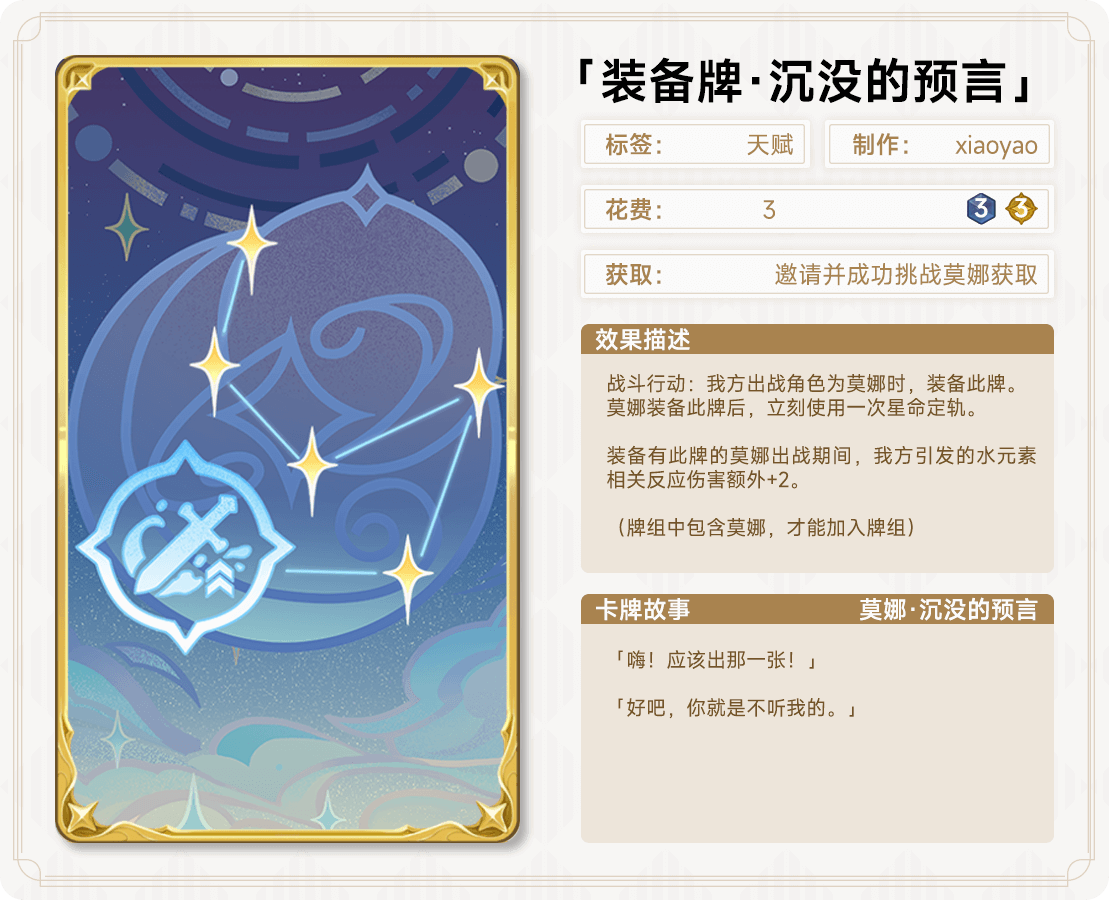 「装备牌·沉没的预言」
标签： 天赋 制作： xiaoyao
花费： 3 3 3
获取： 邀请并成功挑战莫娜获取
效果描述
战斗行动：我方出战角色为莫娜时，装备此牌。
莫娜装备此牌后，立刻使用一次星命定轨。
装备有此牌的莫娜出战期间，我方引发的水元素
相关反应伤害额外+2。
（牌组中包含莫娜，才能加入牌组）
卡牌故事 莫娜·沉没的预言
「嗨！应该出那一张！」
「好吧，你就是不听我的。」